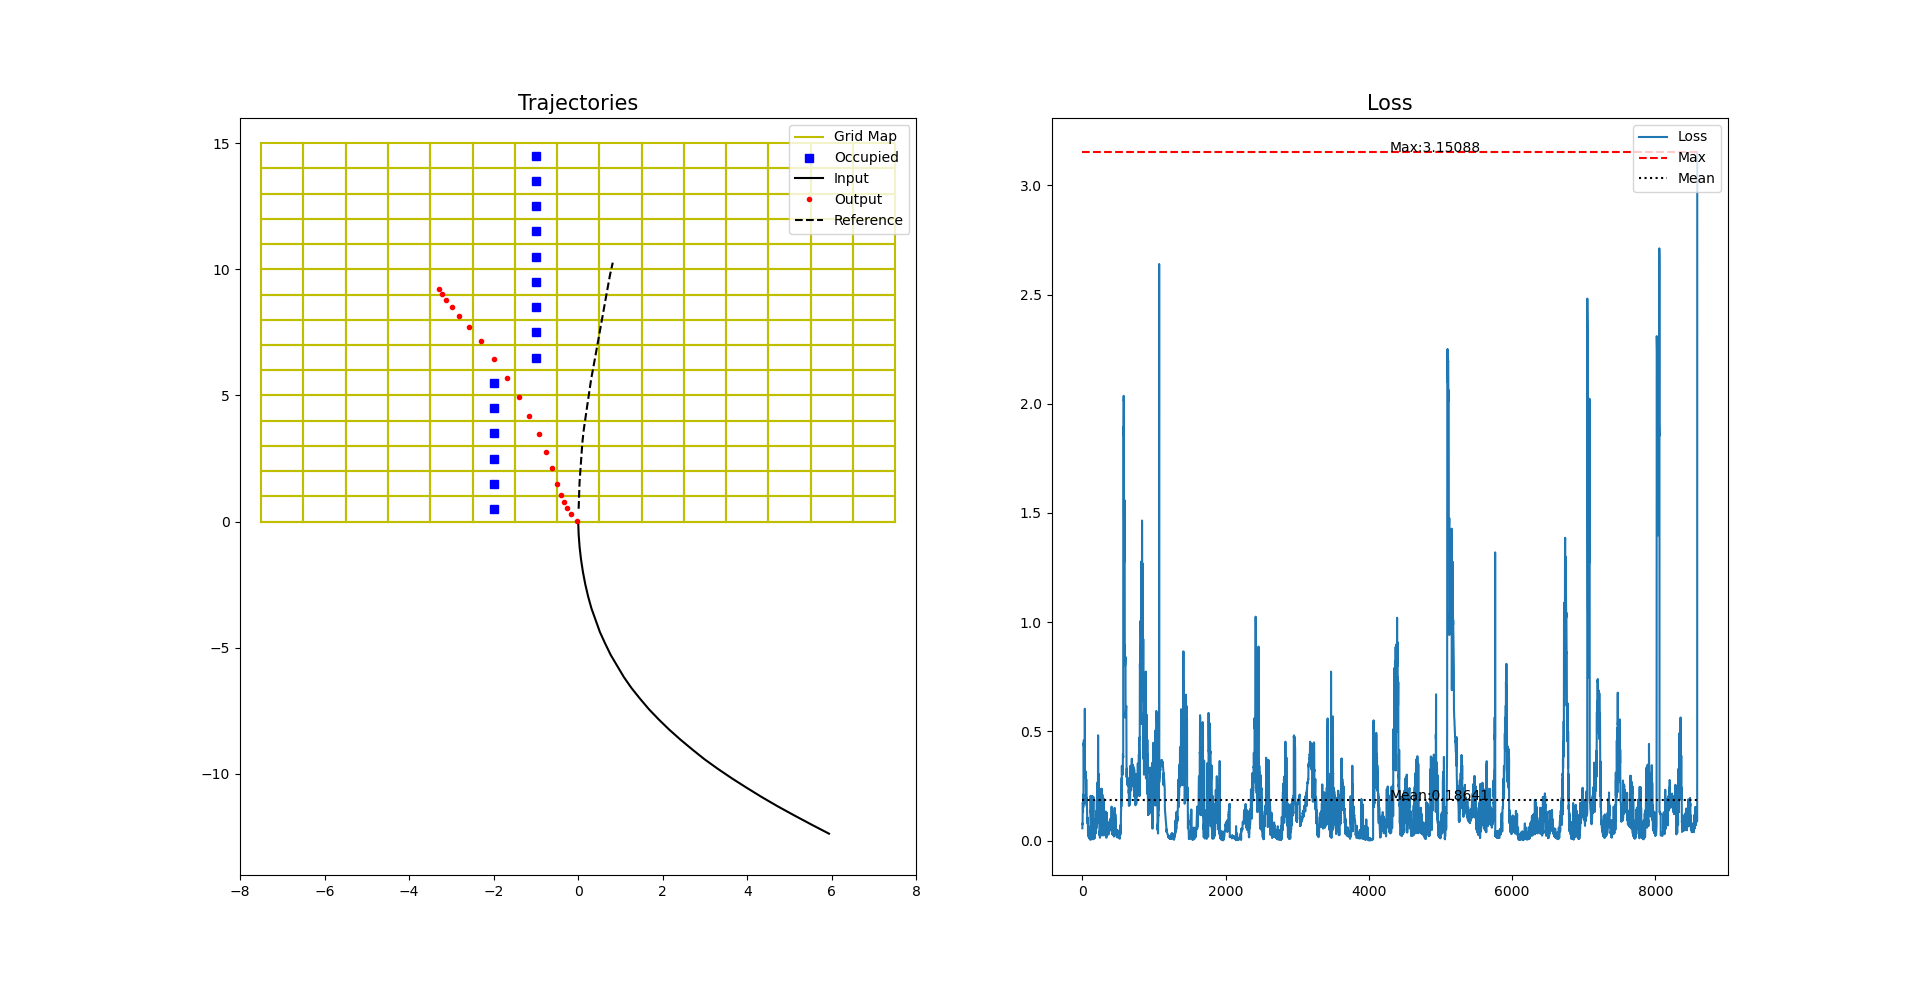 Trajectories
15
10
5
0
−5
−10
−8
−6
−4
−2
0
2
4
6
8
Grid Map
Occupied
Input
Output
Reference
Loss
3.0
2.5
2.0
1.5
1.0
0.5
0.0
0
2000
4000
6000
8000
Max:3.15088
Mean:0.18641
Loss
Max
Mean